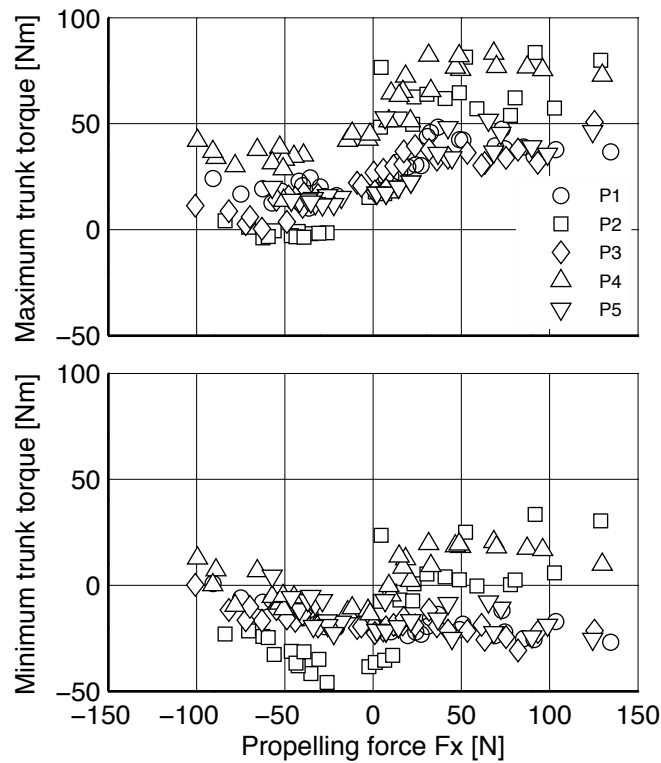 100
50
0
−50
Maximum trunk torque [Nm]
P1
P2
P3
P4
P5
100
50
0
−50
Minimum trunk torque [Nm]
−150 −100 −50 0 50 100 150
Propelling force Fx [N]